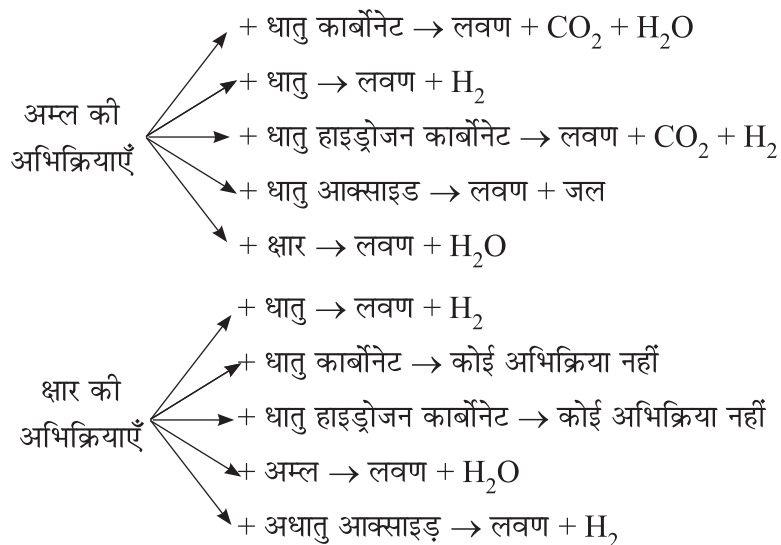 + धातु कार्बोनेट → लवण + CO₂ + H₂O
+ धातु → लवण + H₂
अम्ल की
अभिक्रियाएँ
+ धातु हाइड्रोजन कार्बोनेट → लवण + CO₂ + H₂
+ धातु आक्साइड → लवण + जल
+ क्षार → लवण + H₂O
+ धातु → लवण + H₂
+ धातु कार्बोनेट → कोई अभिक्रिया नहीं
क्षार की
अभिक्रियाएँ
+ धातु हाइड्रोजन कार्बोनेट → कोई अभिक्रिया नहीं
+ अम्ल → लवण + H₂O
+ अधातु आक्साइड़ → लवण + H₂